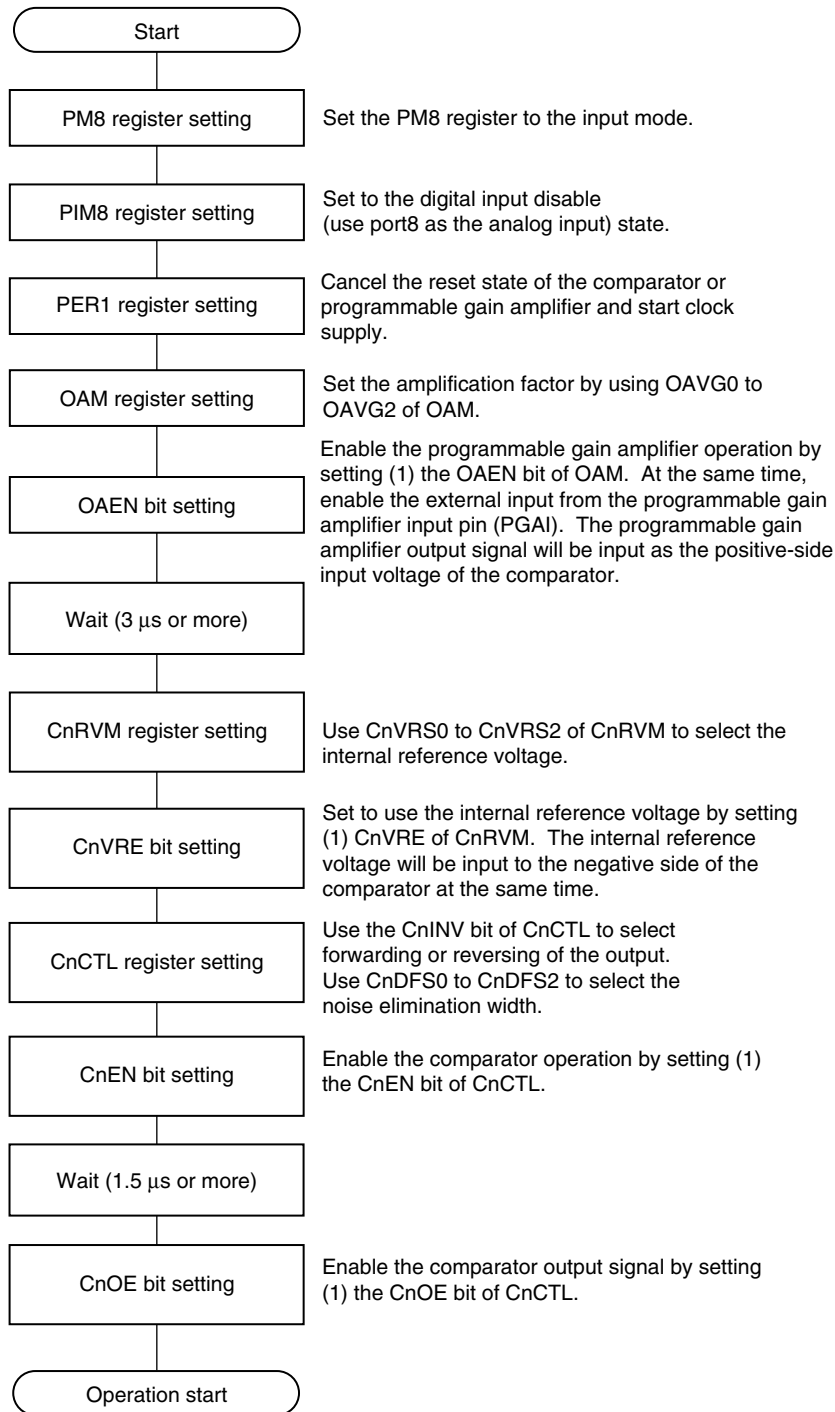 Start
PM8 register setting
Set the PM8 register to the input mode.
PIM8 register setting
Set to the digital input disable
(use port8 as the analog input) state.
PER1 register setting
Cancel the reset state of the comparator or
programmable gain amplifier and start clock
supply.
OAM register setting
Set the amplification factor by using OAVG0 to
OAVG2 of OAM.
OAEN bit setting
Enable the programmable gain amplifier operation by
setting (1) the OAEN bit of OAM. At the same time,
enable the external input from the programmable gain
amplifier input pin (PGAI). The programmable gain
amplifier output signal will be input as the positive-side
input voltage of the comparator.
Wait (3 μs or more)
CnRVM register setting
Use CnVRS0 to CnVRS2 of CnRVM to select the
internal reference voltage.
CnVRE bit setting
Set to use the internal reference voltage by setting
(1) CnVRE of CnRVM. The internal reference
voltage will be input to the negative side of the
comparator at the same time.
CnCTL register setting
Use the CnINV bit of CnCTL to select
forwarding or reversing of the output.
Use CnDFS0 to CnDFS2 to select the
noise elimination width.
CnEN bit setting
Enable the comparator operation by setting (1)
the CnEN bit of CnCTL.
Wait (1.5 μs or more)
CnOE bit setting
Enable the comparator output signal by setting
(1) the CnOE bit of CnCTL.
Operation start